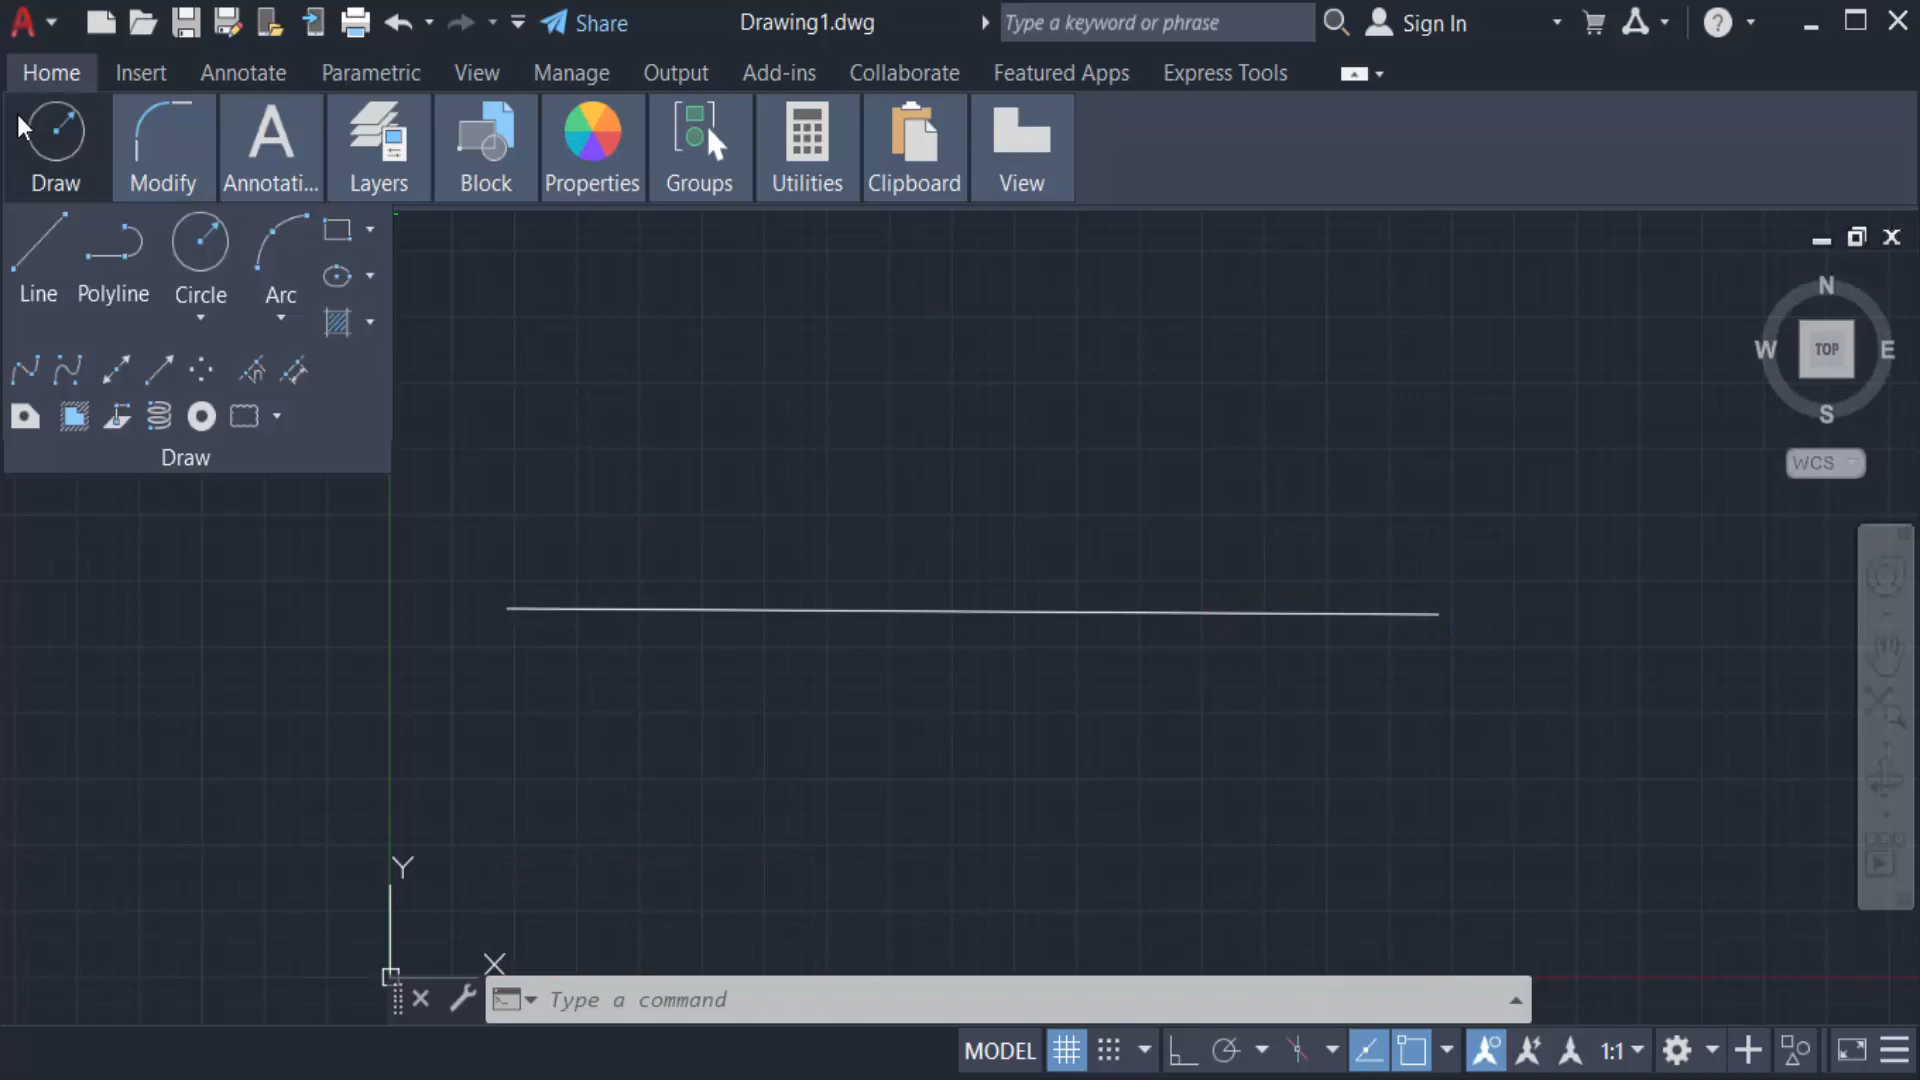 Share
Drawing1.dwg
Type a keyword or phrase
Sign In
Home Insert Annotate Parametric View Manage Output Add-ins Collaborate Featured Apps Express Tools
Draw Modify Annotati... Layers Block Properties Groups Utilities Clipboard View
Line Polyline Circle Arc
Draw
N
W TOP E
S
WCS
Y
X
Type a command
MODEL 1:1